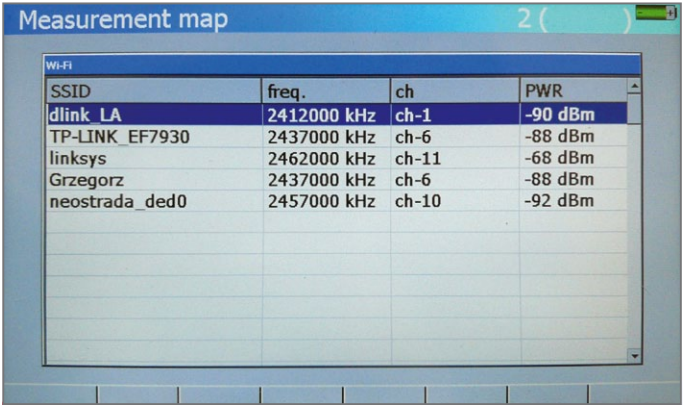 Measurement map 2 ( )
Wi-Fi
SSID freq. ch PWR
dlink_LA 2412000 kHz ch-1 -90 dBm
TP-LINK_EF7930 2437000 kHz ch-6 -88 dBm
linksys 2462000 kHz ch-11 -68 dBm
Grzegorz 2437000 kHz ch-6 -88 dBm
neostrada_ded0 2457000 kHz ch-10 -92 dBm